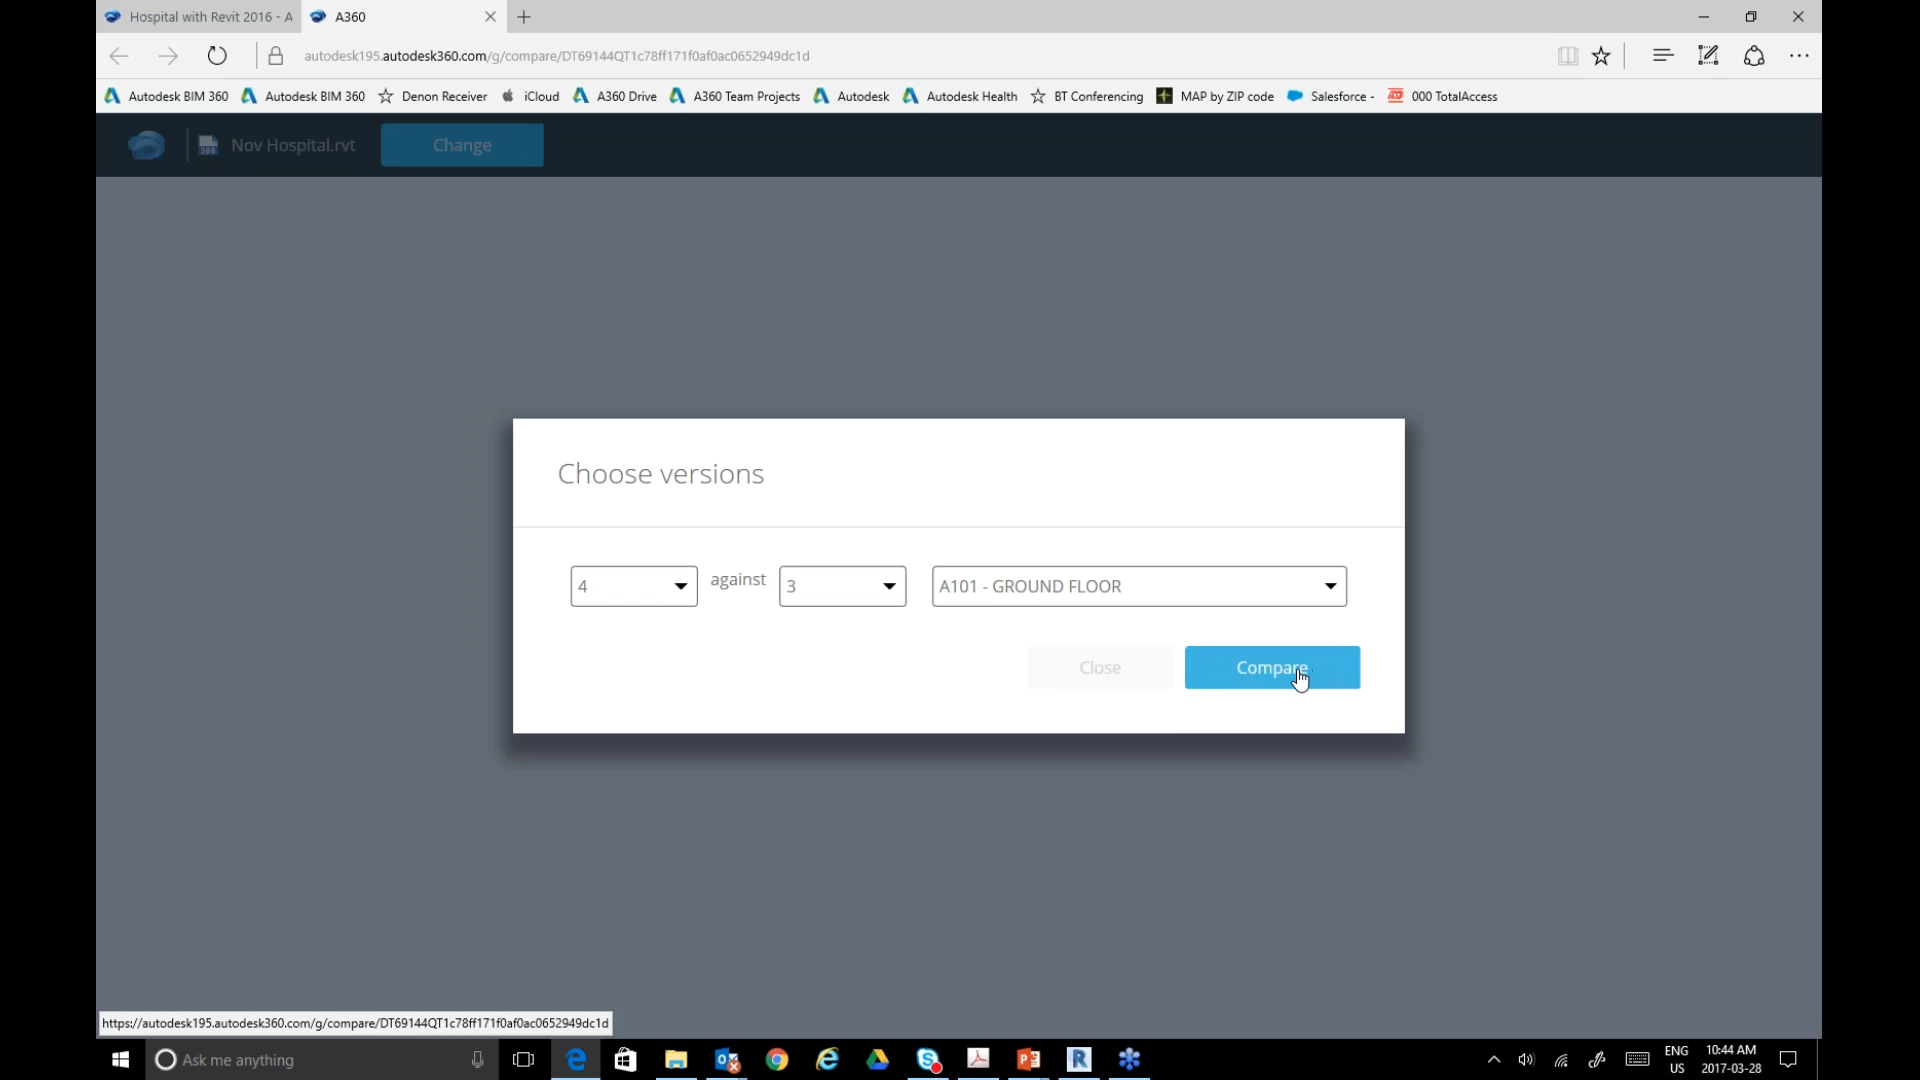 Hospital with Revit 2016 - A
A360
autodesk195.autodesk360.com/g/compare/DT69144QT1c78ff171f0af0ac0652949dc1d
Autodesk BIM 360 Autodesk BIM 360 Denon Receiver iCloud A360 Drive A360 Team Projects Autodesk Autodesk Health BT Conferencing MAP by ZIP code Salesforce - 000 TotalAccess
Nov Hospital.rvt Change
Choose versions
4 against 3 A101 - GROUND FLOOR
Close Compare
https://autodesk195.autodesk360.com/g/compare/DT69144QT1c78ff171f0af0ac0652949dc1d
Ask me anything
ENG
US
10:44 AM
2017-03-28